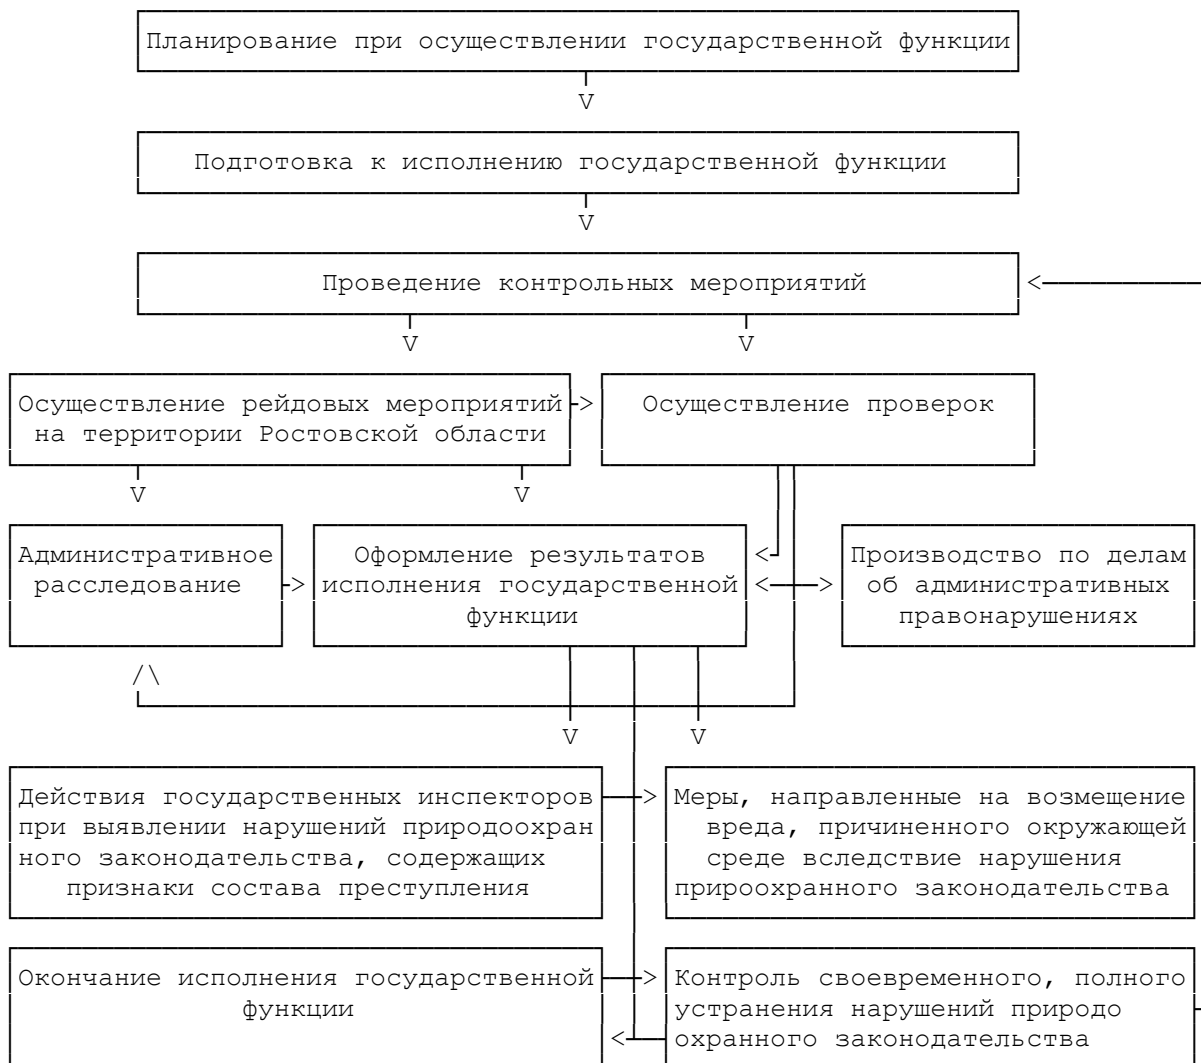 Планирование при осуществлении государственной функции
Подготовка к исполнению государственной функции
Проведение контрольных мероприятий
Осуществление рейдовых мероприятий
на территории Ростовской области
Осуществление проверок
Административное
расследование
Оформление результатов
исполнения государственной
функции
Производство по делам
об административных
правонарушениях
Действия государственных инспекторов
при выявлении нарушений природоохран
ного законодательства, содержащих
признаки состава преступления
Меры, направленные на возмещение
вреда, причиненного окружающей
среде вследствие нарушения
прироохранного законодательства
Окончание исполнения государственной
функции
Контроль своевременного, полного
устранения нарушений природо
охранного законодательства